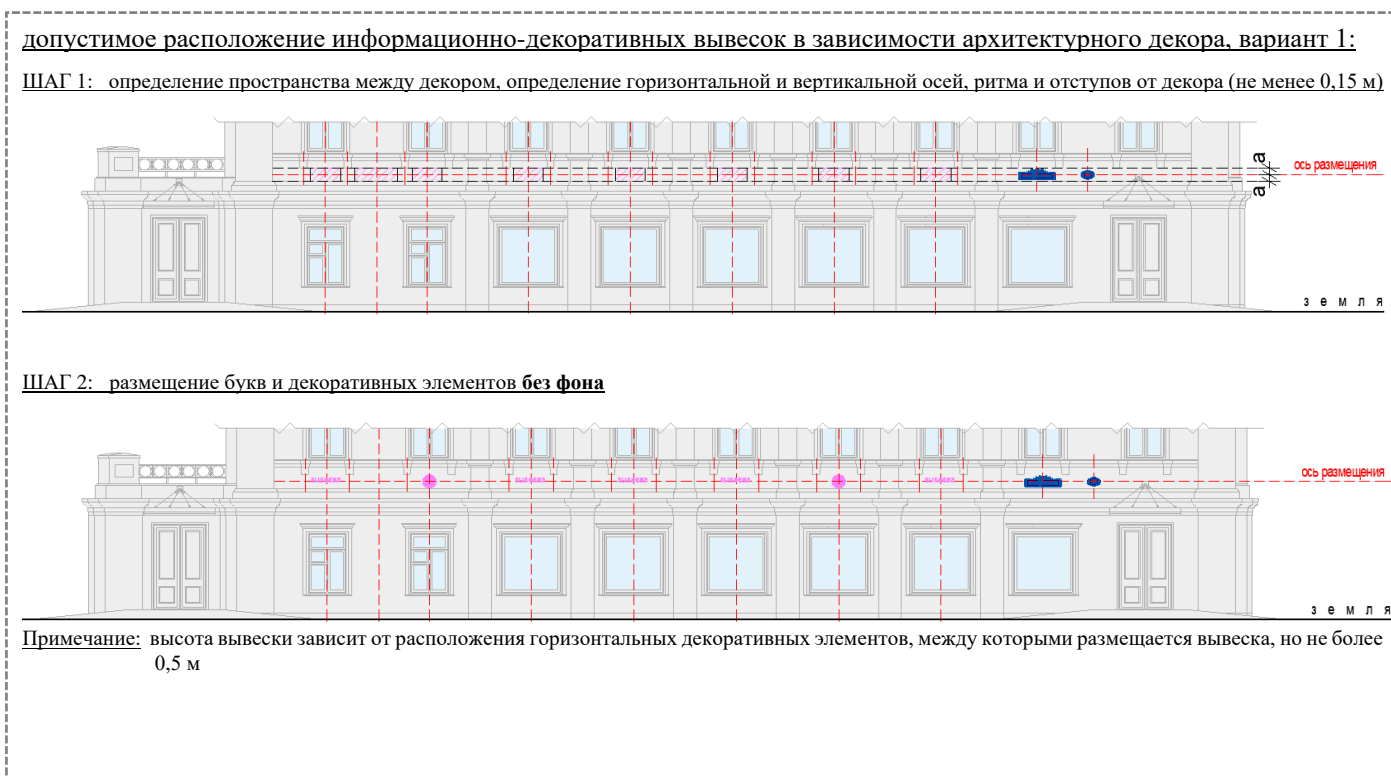 допустимое расположение информационно-декоративных вывесок в зависимости архитектурного декора, вариант 1:
ШАГ 1: определение пространства между декором, определение горизонтальной и вертикальной осей, ритма и отступов от декора (не менее 0,15 м)
а
ось размещения
а
земля
ШАГ 2: размещение букв и декоративных элементов без фона
ось размещения
земля
Примечание: высота вывески зависит от расположения горизонтальных декоративных элементов, между которыми размещается вывеска, но не более
0,5 м